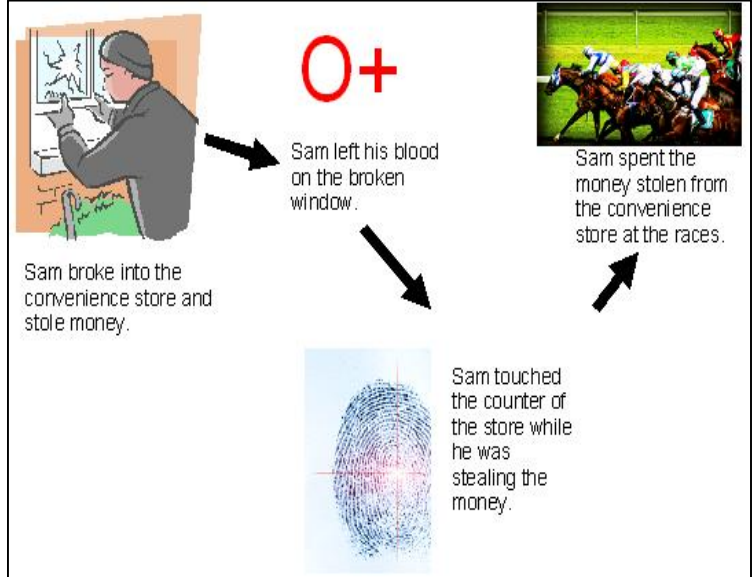 O+
Sam left his blood
on the broken
window.
Sam spent the
money stolen from
the convenience
store at the races.
Sam broke into the
convenience store and
stole money.
Sam touched
the counter of
the store while
he was
stealing the
money.